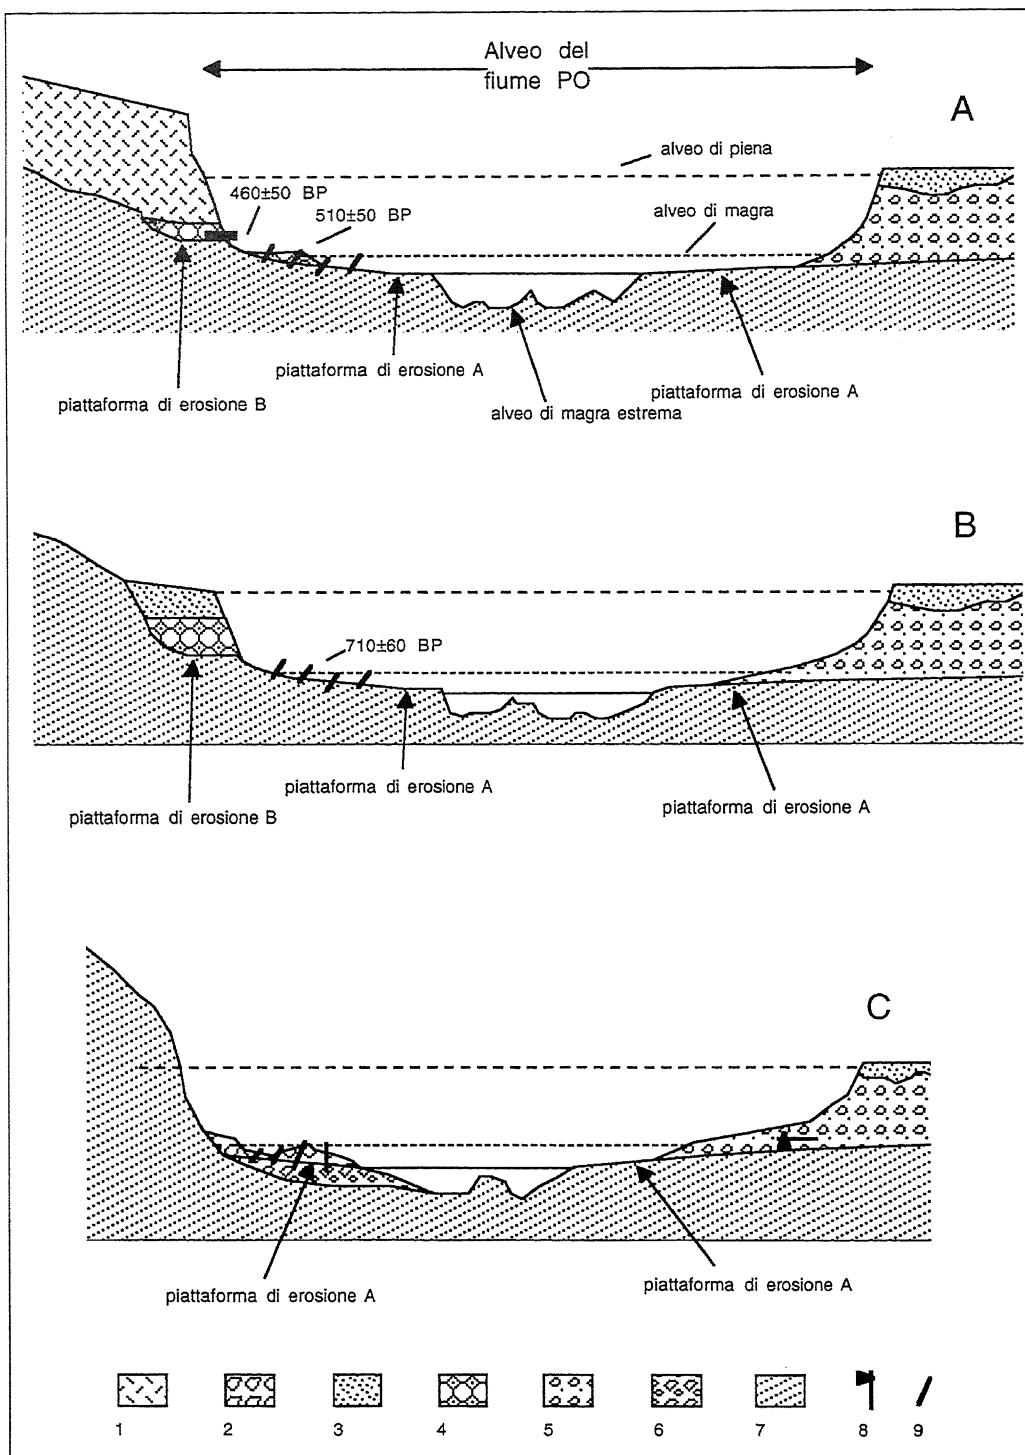 Alveo del
fiume PO
A
alveo di piena
460±50 BP
510±50 BP
alveo di magra
piattaforma di erosione A
piattaforma di erosione A
piattaforma di erosione B
alveo di magra estrema
B
710±60 BP
piattaforma di erosione A
piattaforma di erosione A
piattaforma di erosione B
C
piattaforma di erosione A
piattaforma di erosione A
1 2 3 4 5 6 7 8 9